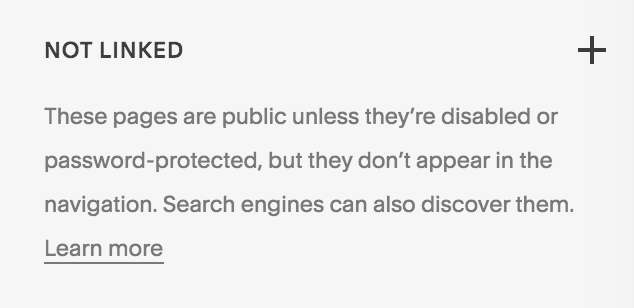 NOT LINKED
These pages are public unless they’re disabled or
password-protected, but they don’t appear in the
navigation. Search engines can also discover them.
Learn more